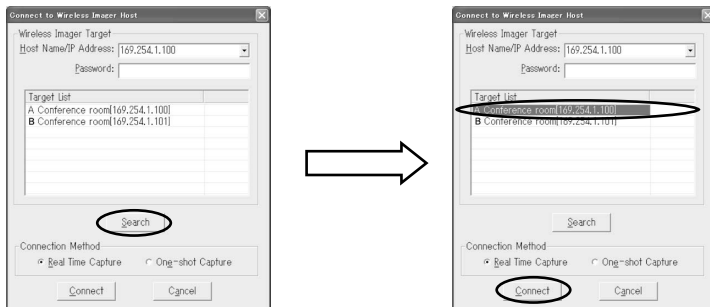 Connect to Wireless Imager Host
Wireless Imager Target
Host Name/IP Address: 169.254.1.100
Password:
Target List
A Conference room[169.254.1.100]
B Conference room[169.254.1.101]
Search
Connection Method
Real Time Capture One-shot Capture
Connect Cancel
Connect to Wireless Imager Host
Wireless Imager Target
Host Name/IP Address: 169.254.1.100
Password:
Target List
A Conference room[169.254.1.100]
B Conference room[169.254.1.101]
Search
Connection Method
Real Time Capture One-shot Capture
Connect Cancel